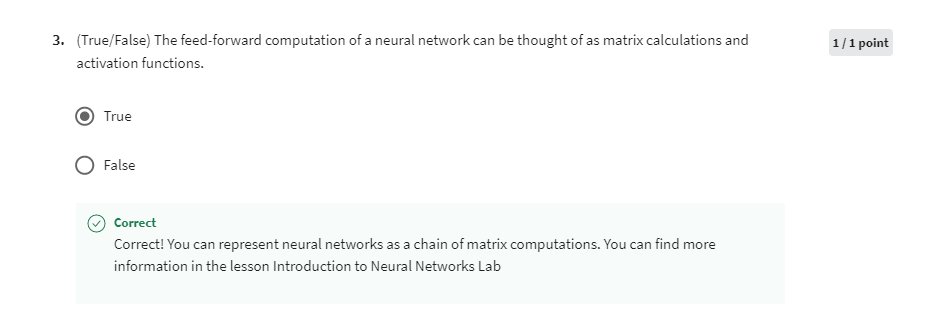 3. (True/False) The feed-forward computation of a neural network can be thought of as matrix calculations and
activation functions.
1 / 1 point
True
False
Correct
Correct! You can represent neural networks as a chain of matrix computations. You can find more
information in the lesson Introduction to Neural Networks Lab